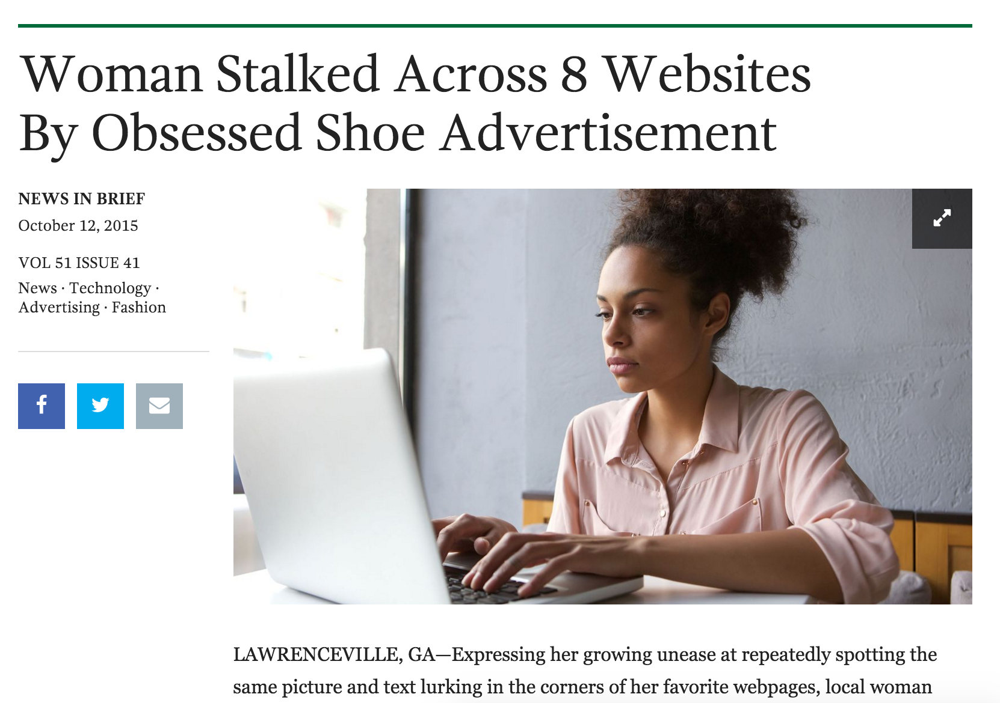 Woman Stalked Across 8 Websites
By Obsessed Shoe Advertisement
NEWS IN BRIEF
October 12, 2015
VOL 51 ISSUE 41
News · Technology ·
Advertising · Fashion
LAWRENCEVILLE, GA—Expressing her growing unease at repeatedly spotting the
same picture and text lurking in the corners of her favorite webpages, local woman